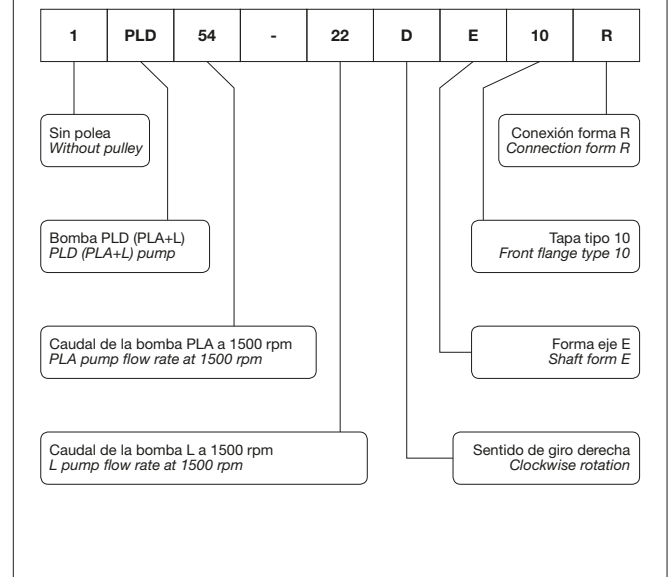 1 PLD 54 - 22 D E 10 R
Sin polea
Without pulley
Conexión forma R
Connection form R
Bomba PLD (PLA+L)
PLD (PLA+L) pump
Tapa tipo 10
Front flange type 10
Caudal de la bomba PLA a 1500 rpm
PLA pump flow rate at 1500 rpm
Forma eje E
Shaft form E
Caudal de la bomba L a 1500 rpm
L pump flow rate at 1500 rpm
Sentido de giro derecha
Clockwise rotation